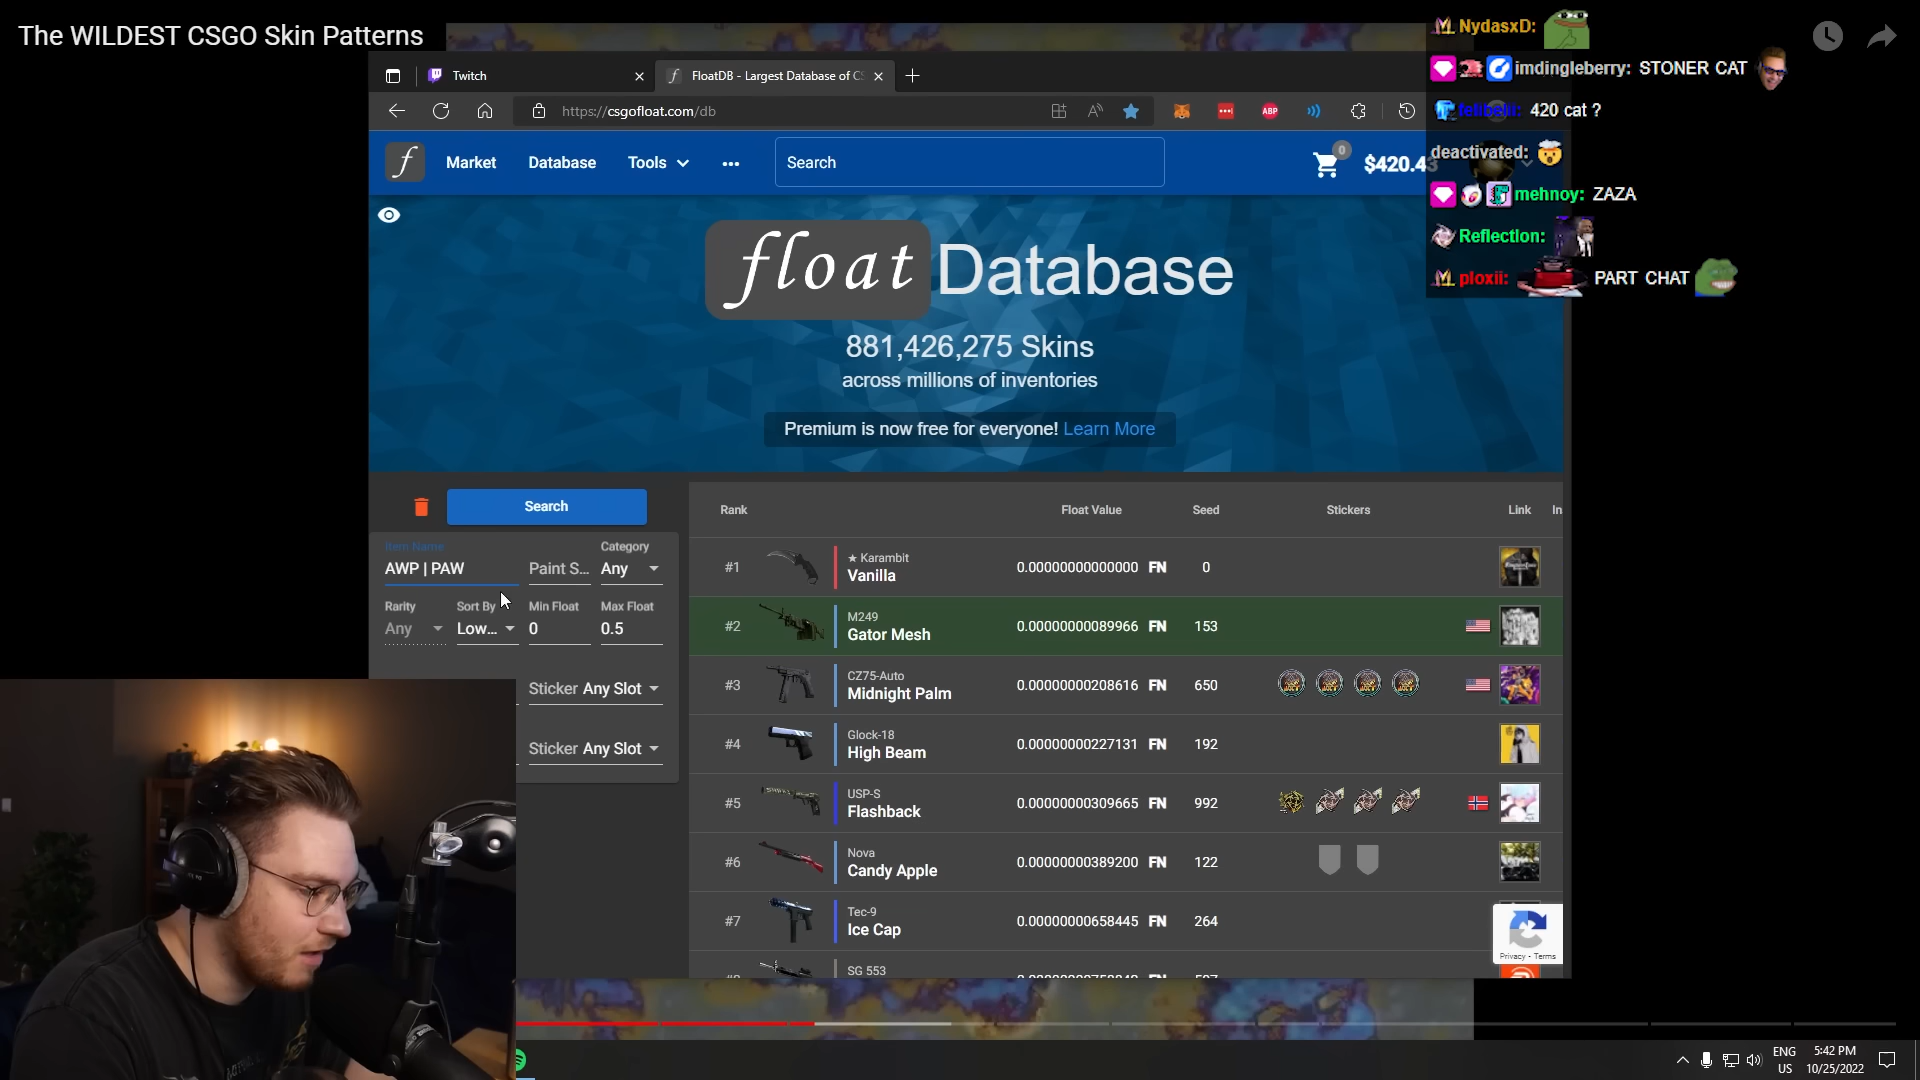 The WILDEST CSGO Skin Patterns
Twitch
FloatDB - Largest Database of CS
https://csgofloat.com/db
f
Market
Database
Tools
Search
0
$420.43
NydasxD:
imdingleberry: STONER CAT
420 cat ?
deactivated:
mehnoy: ZAZA
Reflection:
ploxii: PART CHAT
float Database
881,426,275 Skins
across millions of inventories
Premium is now free for everyone! Learn More
Search
Item Name
AWP | PAW
Paint S...
Category
Any
Rarity
Any
Sort By
Low...
Min Float
0
Max Float
0.5
Sticker Any Slot
Sticker Any Slot
Rank Float Value Seed Stickers Link In
#1 ★ Karambit
Vanilla 0.00000000000000 FN 0
#2 M249
Gator Mesh 0.00000000089966 FN 153
#3 CZ75-Auto
Midnight Palm 0.00000000208616 FN 650
#4 Glock-18
High Beam 0.00000000227131 FN 192
#5 USP-S
Flashback 0.00000000309665 FN 992
#6 Nova
Candy Apple 0.00000000389200 FN 122
#7 Tec-9
Ice Cap 0.00000000658445 FN 264
SG 553
Privacy - Terms
ENG
US
5:42 PM
10/25/2022